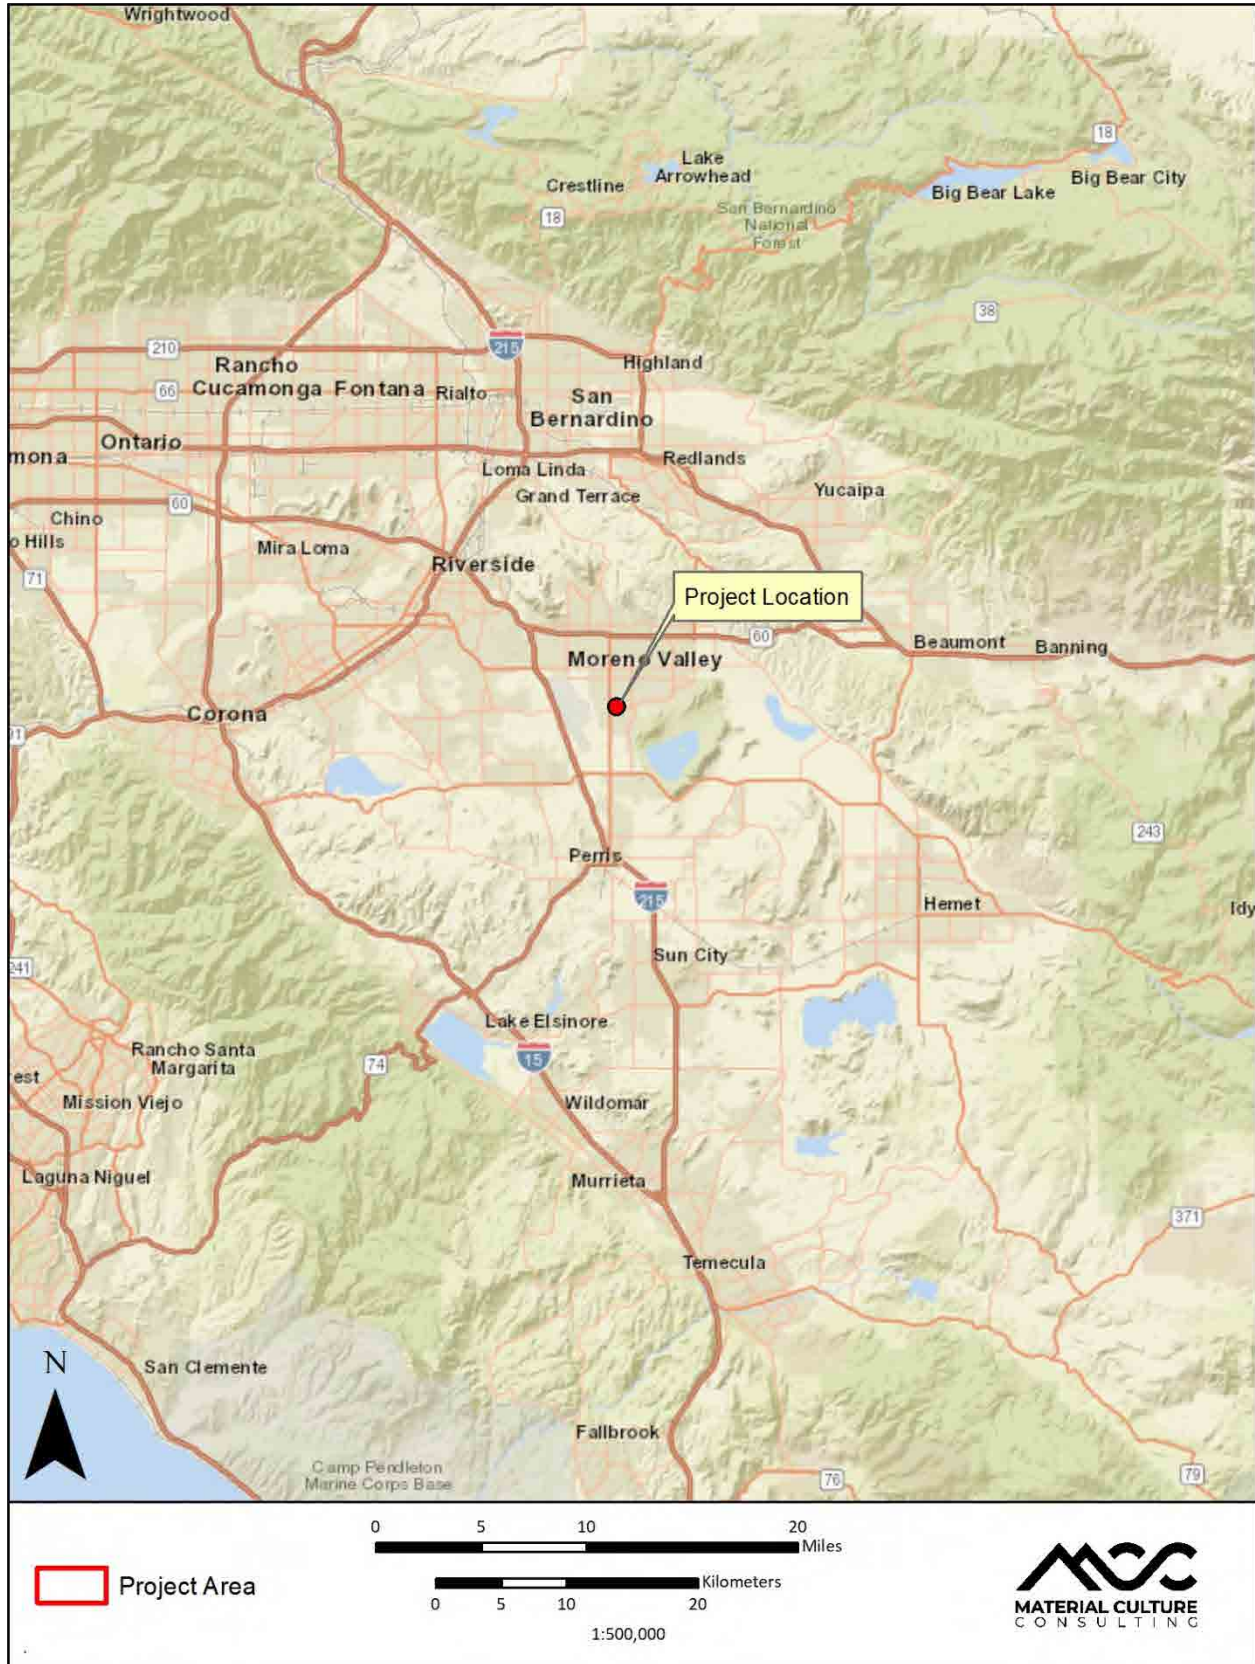 Wrightwood
18
Lake
Arrowhead
Crestline
Big Bear City
Big Bear Lake
San Bernardino
National
Forest
18
38
215
210
Rancho
Cucamonga
Fontana
Highland
66
Rialto
San
Bernardino
Ontario
mona
Loma Linda
Redlands
Grand Terrace
Yucaipa
60
Chino
o Hills
Mira Loma
Riverside
71
Project Location
60
Beaumont
Banning
Moreno Valley
Corona
91
243
Perris
215
Hemet
Idy
Sun City
241
Lake Elsinore
Rancho Santa
Margarita
74
15
est
Mission Viejo
Wildomar
Laguna Niguel
Murrieta
371
Temecula
N
San Clemente
Fallbrook
Camp Pendleton
Marine Corps Base
76
79
0 5 10 20
Miles
Project Area
Kilometers
0 5 10 20
1:500,000
MCC
MATERIAL CULTURE
CONSULTING